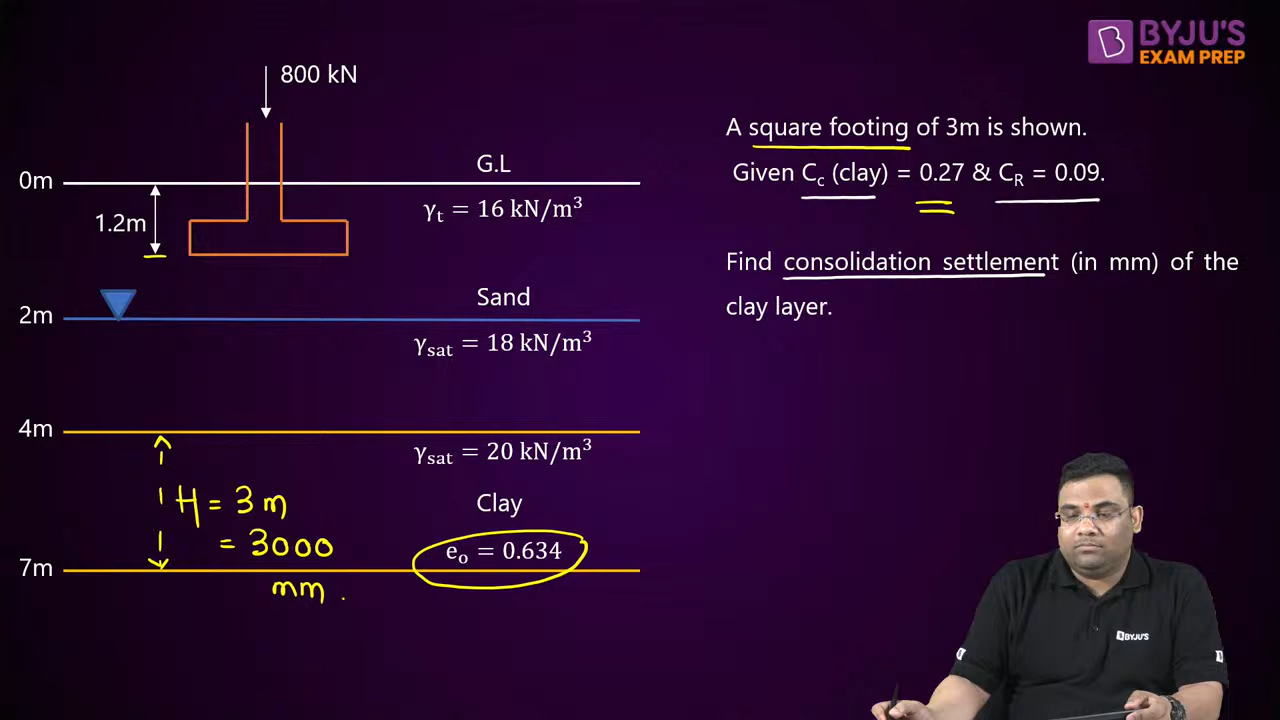 BYJU'S
EXAM PREP
800 kN
A square footing of 3m is shown.
Given Cc (clay) = 0.27 & CR = 0.09.
G.L
0m
γt = 16 kN/m³
1.2m
Find consolidation settlement (in mm) of the
clay layer.
Sand
2m
γsat = 18 kN/m³
4m
γsat = 20 kN/m³
H = 3m
= 3000
mm.
Clay
eo = 0.634
7m
BYJU'S